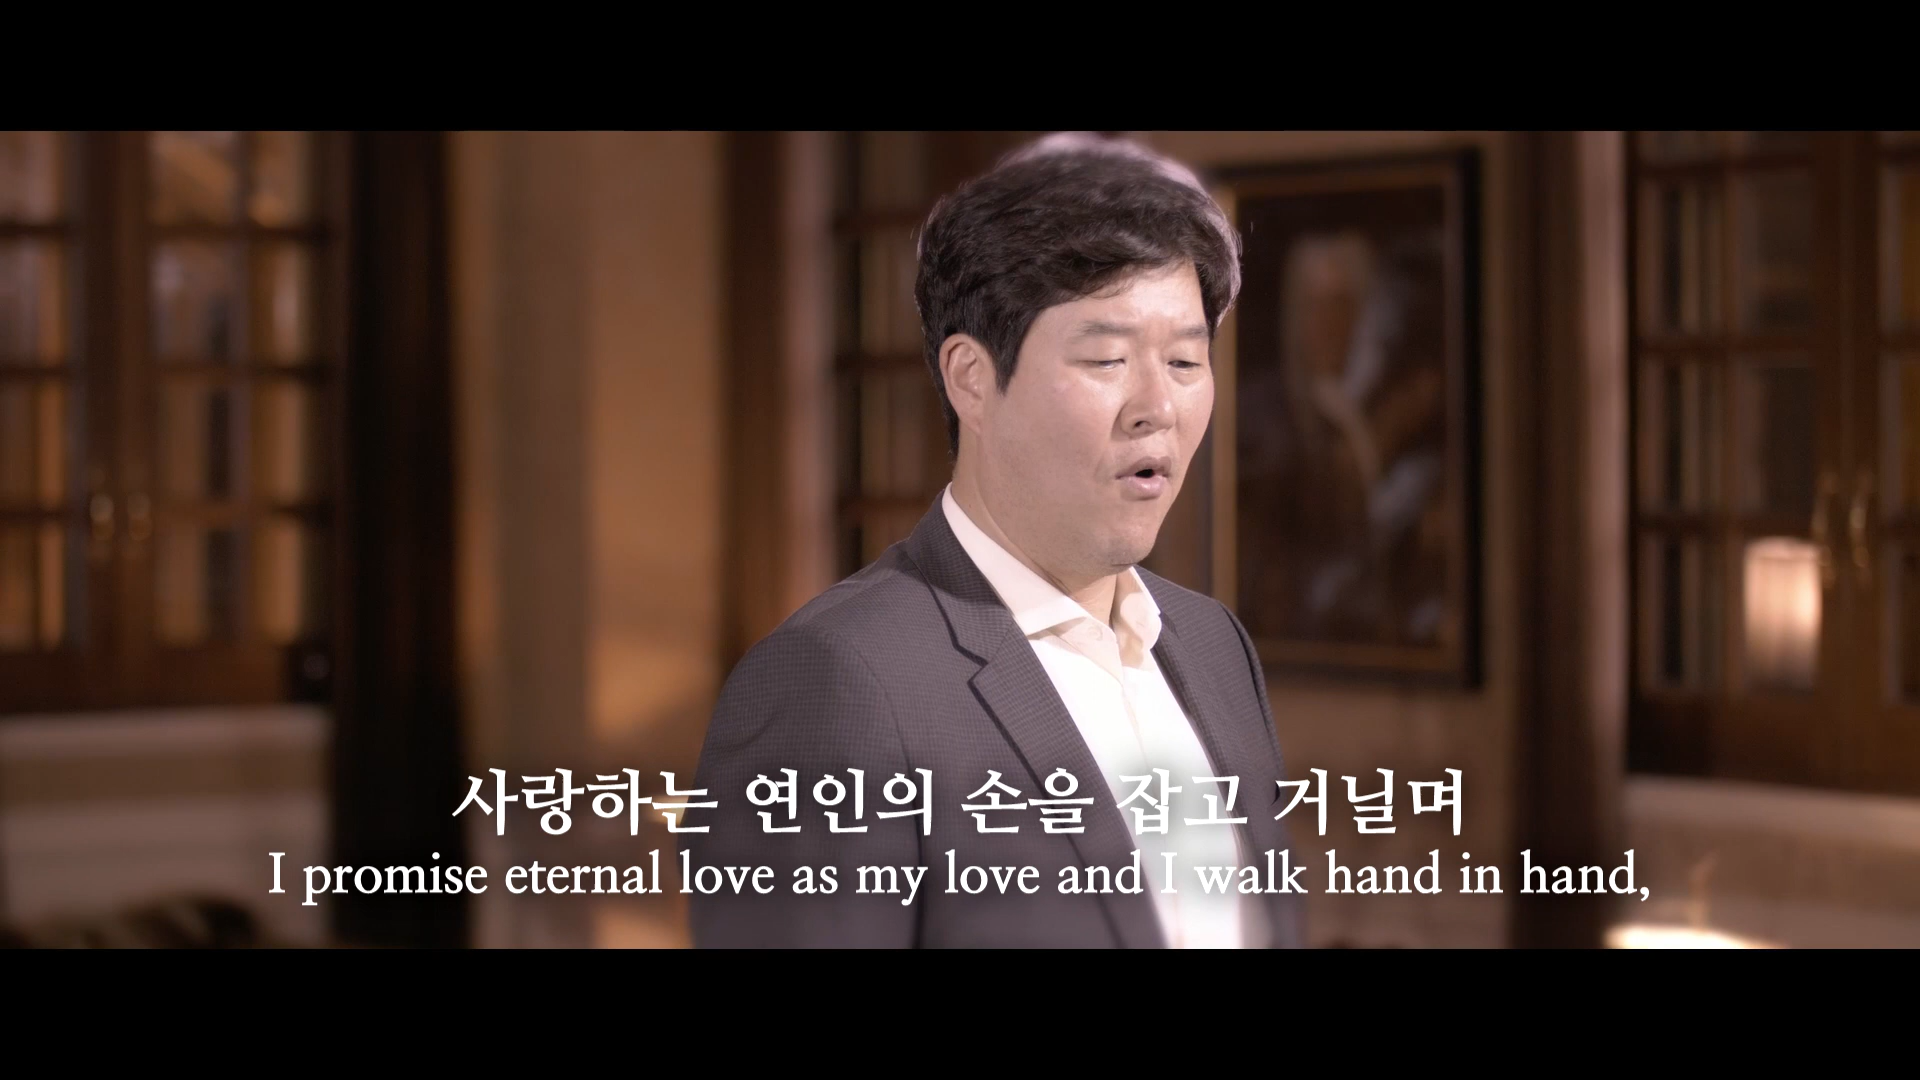 사랑하는 연인의 손을 잡고 거닐며
I promise eternal love as my love and I walk hand in hand,